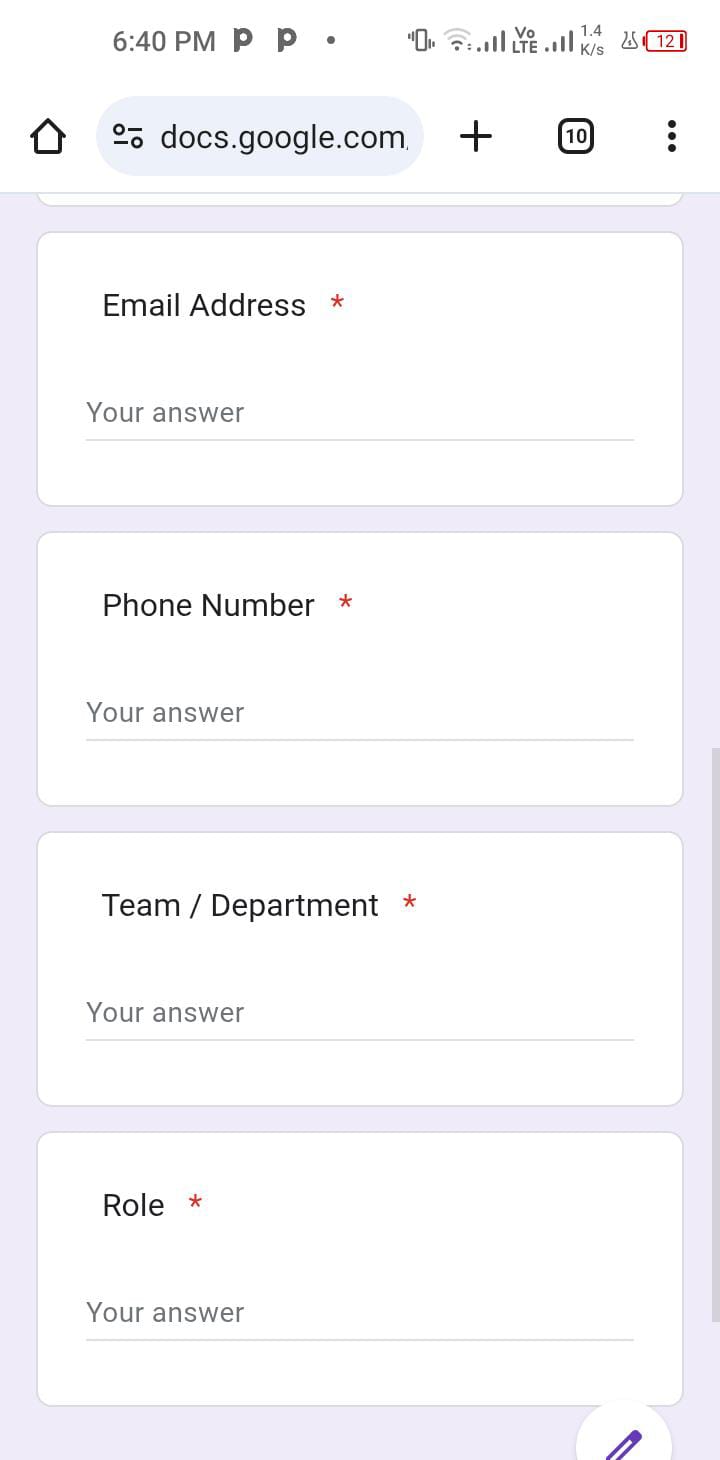 6:40 PM
Vo
LTE
1.4
K/s
12
docs.google.com
10
Email Address *
Your answer
Phone Number *
Your answer
Team / Department *
Your answer
Role *
Your answer